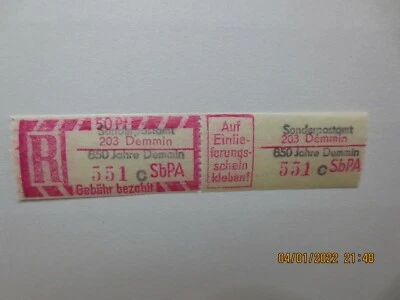 50 Pf
Sonderpostamt
203 Demmin
650 Jahre Demmin
R
551 C SbPA
Gebühr bezahlt
Auf
Einlie-
ferungs-
schein
kleben!
Sonderpostamt
203 Demmin
650 Jahre Demmin
551 C SbPA
04/01/2022 21:48